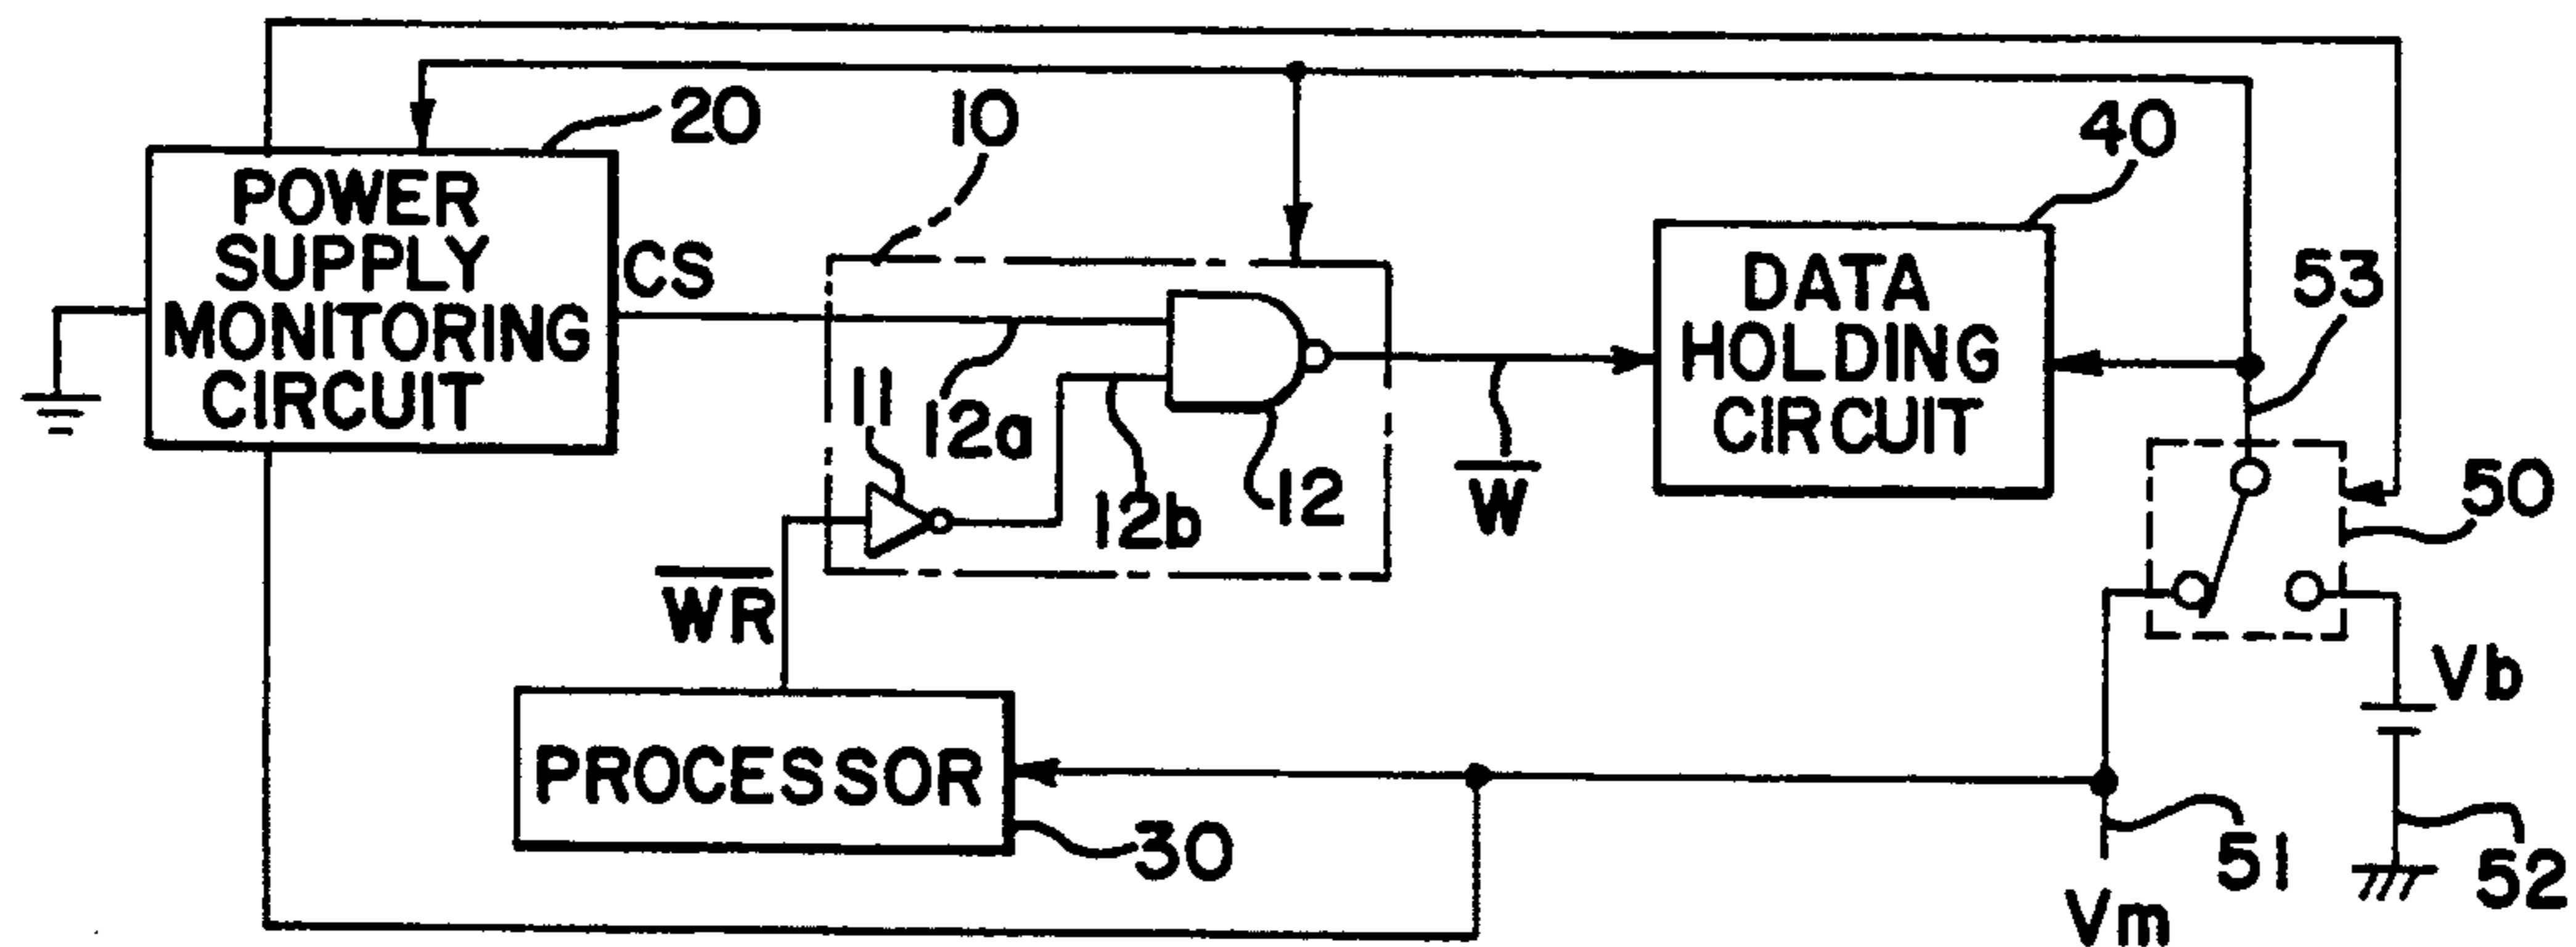 20
10
40
POWER
SUPPLY
MONITORING
CIRCUIT
CS
DATA
HOLDING
CIRCUIT
53
11
12a
12b
12
W̅
50
W̅R̅
Vb
PROCESSOR
30
51
52
Vm